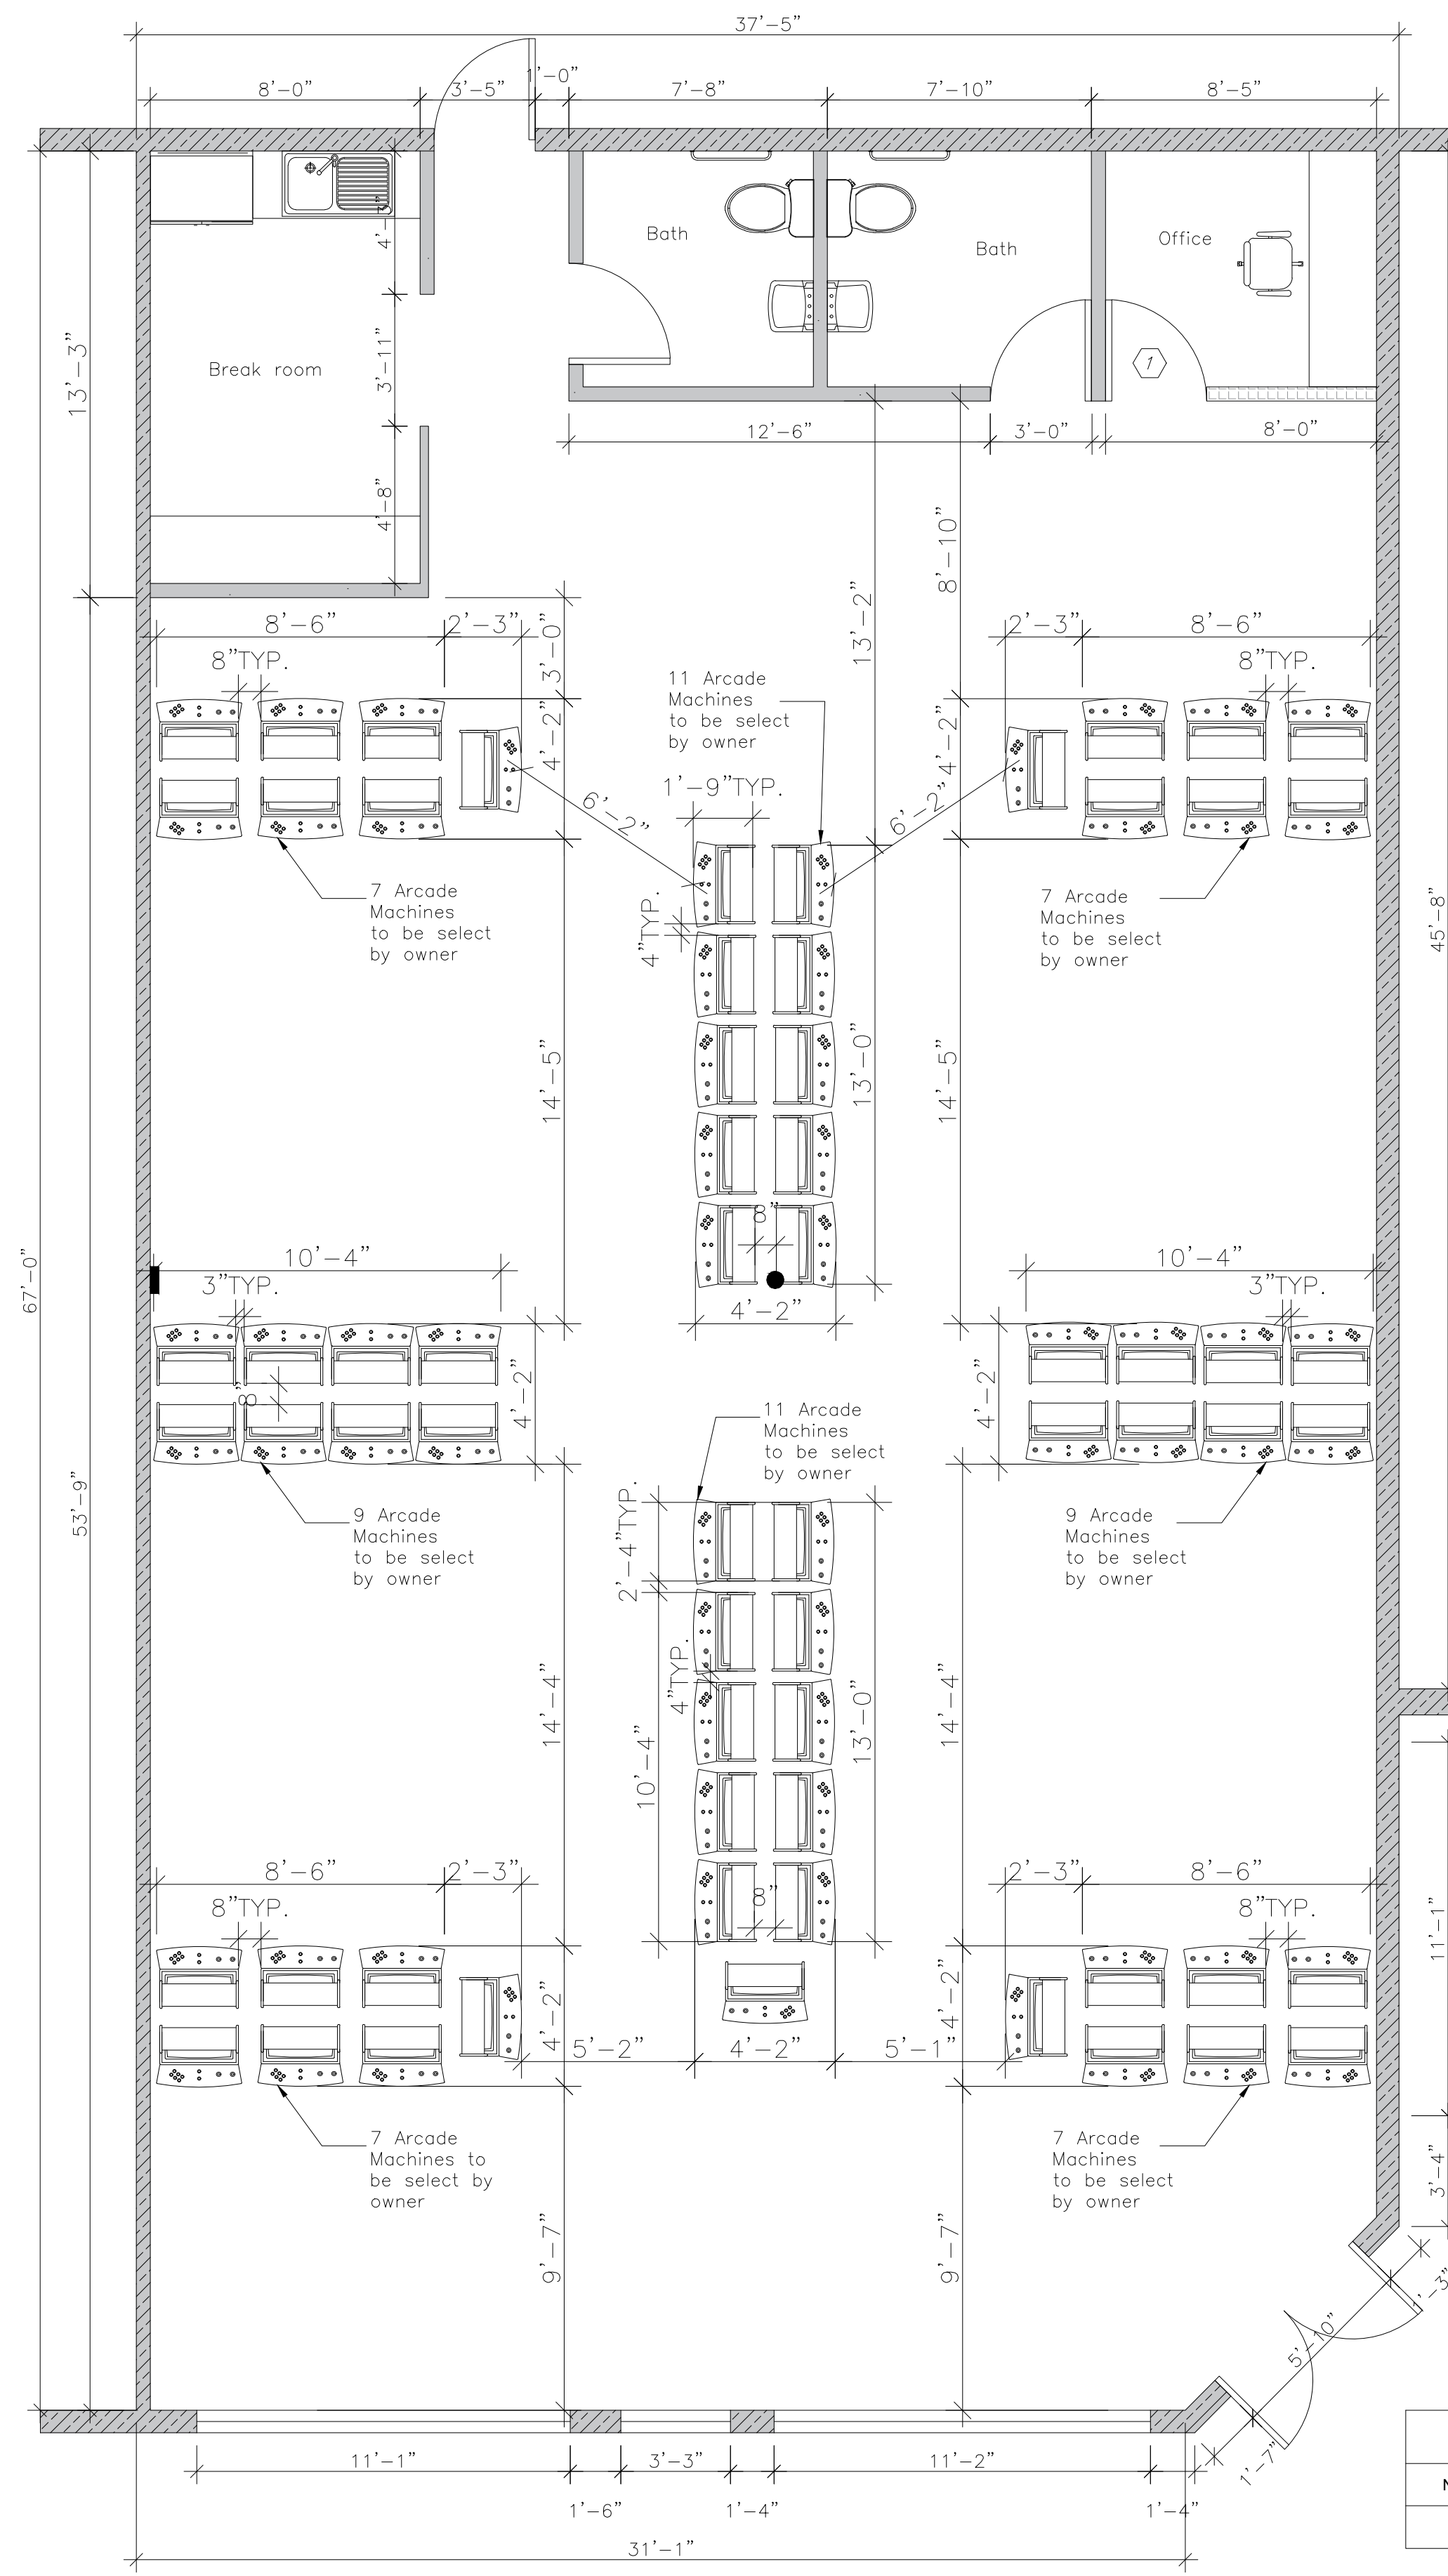 37'-5"
1'-0"
8'-0"
3'-5"
7'-8"
7'-10"
8'-5"
Bath
Bath
Office
4'-
3'-11"
Break room
1
13'-3"
12'-6"
3'-0"
8'-0"
4'-8"
8'-10"
13'-2"
8'-6"
2'-3"
3'-0"
2'-3"
8'-6"
8"TYP.
8"TYP.
11 Arcade
Machines
to be select
by owner
4'-2"
4'-2"
1'-9"TYP.
6'-2"
6'-2"
7 Arcade
Machines
to be select
by owner
7 Arcade
Machines
to be select
by owner
4"TYP.
45'-8"
14'-5"
13'-0"
14'-5"
8"
67'-0"
10'-4"
10'-4"
3"TYP.
3"TYP.
4'-2"
8"
4'-2"
4'-2"
11 Arcade
Machines
to be select
by owner
53'-9"
9 Arcade
Machines
to be select
by owner
9 Arcade
Machines
to be select
by owner
2'-4"TYP.
4"TYP.
14'-4"
10'-4"
13'-0"
14'-4"
8'-6"
2'-3"
2'-3"
8'-6"
8"TYP.
8"
8"TYP.
11'-1"
4'-2"
4'-2"
5'-2"
4'-2"
5'-1"
7 Arcade
Machines to
be select by
owner
7 Arcade
Machines
to be select
by owner
3'-4"
9'-7"
9'-7"
1'-3"
5'-10"
1'-7"
11'-1"
3'-3"
11'-2"
1'-6"
1'-4"
1'-4"
31'-1"